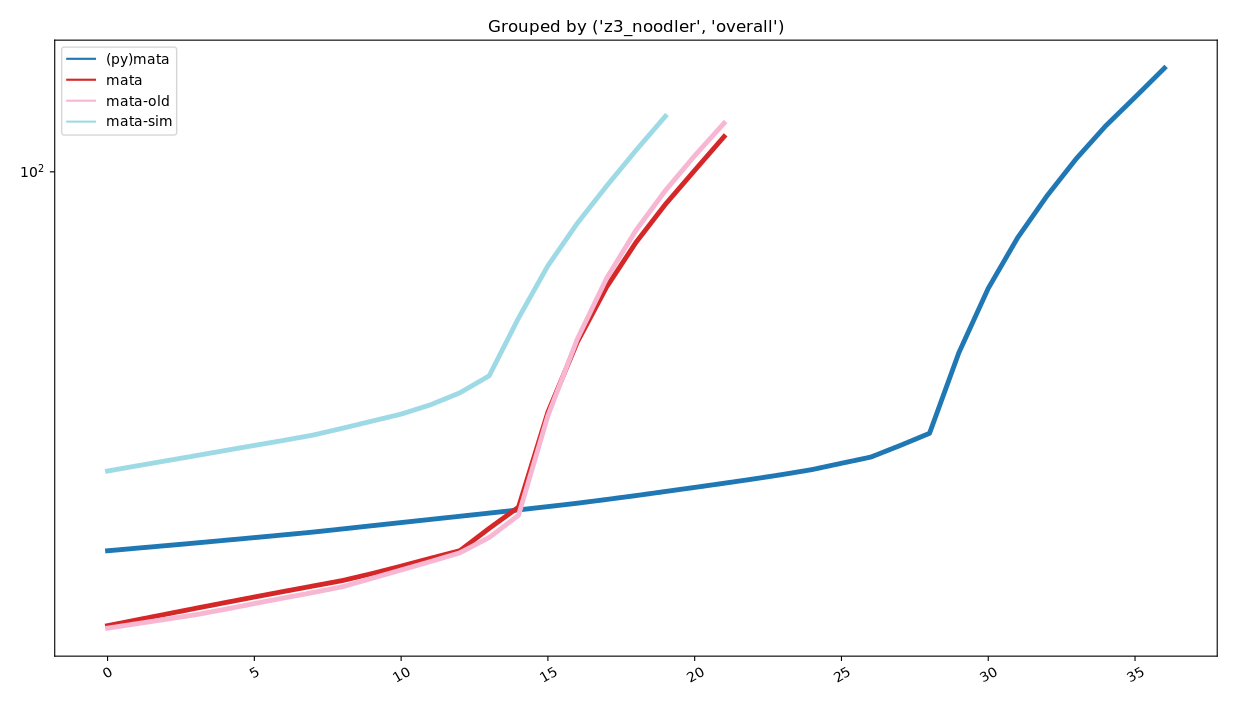 Grouped by ('z3_noodler', 'overall')
(py)mata
mata
mata-old
mata-sim
10²
0 5 10 15 20 25 30 35